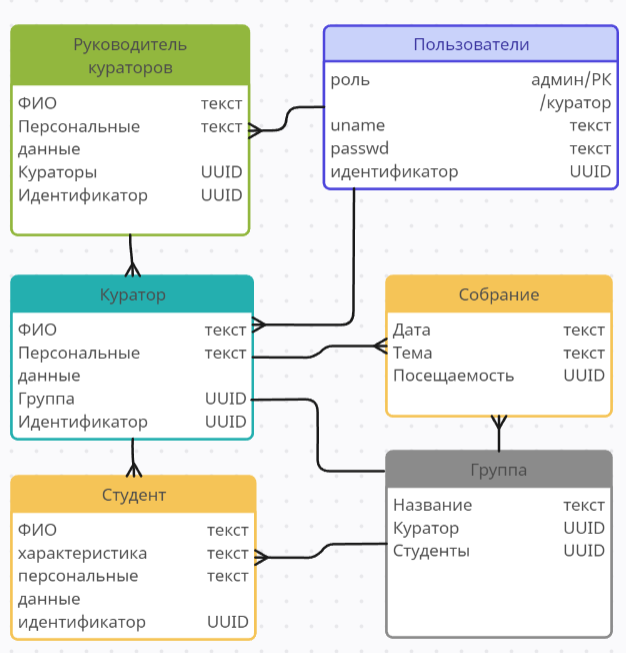 Руководитель
кураторов
ФИО текст
Персональные текст
данные
Кураторы UUID
Идентификатор UUID
Пользователи
роль админ/РК
/куратор
uname текст
passwd текст
идентификатор UUID
Куратор
ФИО текст
Персональные текст
данные
Группа UUID
Идентификатор UUID
Собрание
Дата текст
Тема текст
Посещаемость UUID
Студент
ФИО текст
характеристика текст
персональные текст
данные
идентификатор UUID
Группа
Название текст
Куратор UUID
Студенты UUID